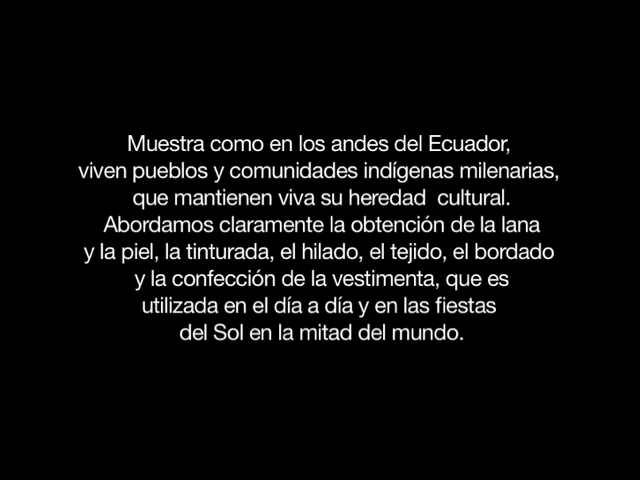 Muestra como en los andes del Ecuador,
viven pueblos y comunidades indígenas milenarias,
que mantienen viva su heredad  cultural.
Abordamos claramente la obtención de la lana
y la piel, la tinturada, el hilado, el tejido, el bordado
y la confección de la vestimenta, que es
utilizada en el día a día y en las fiestas
del Sol en la mitad del mundo.